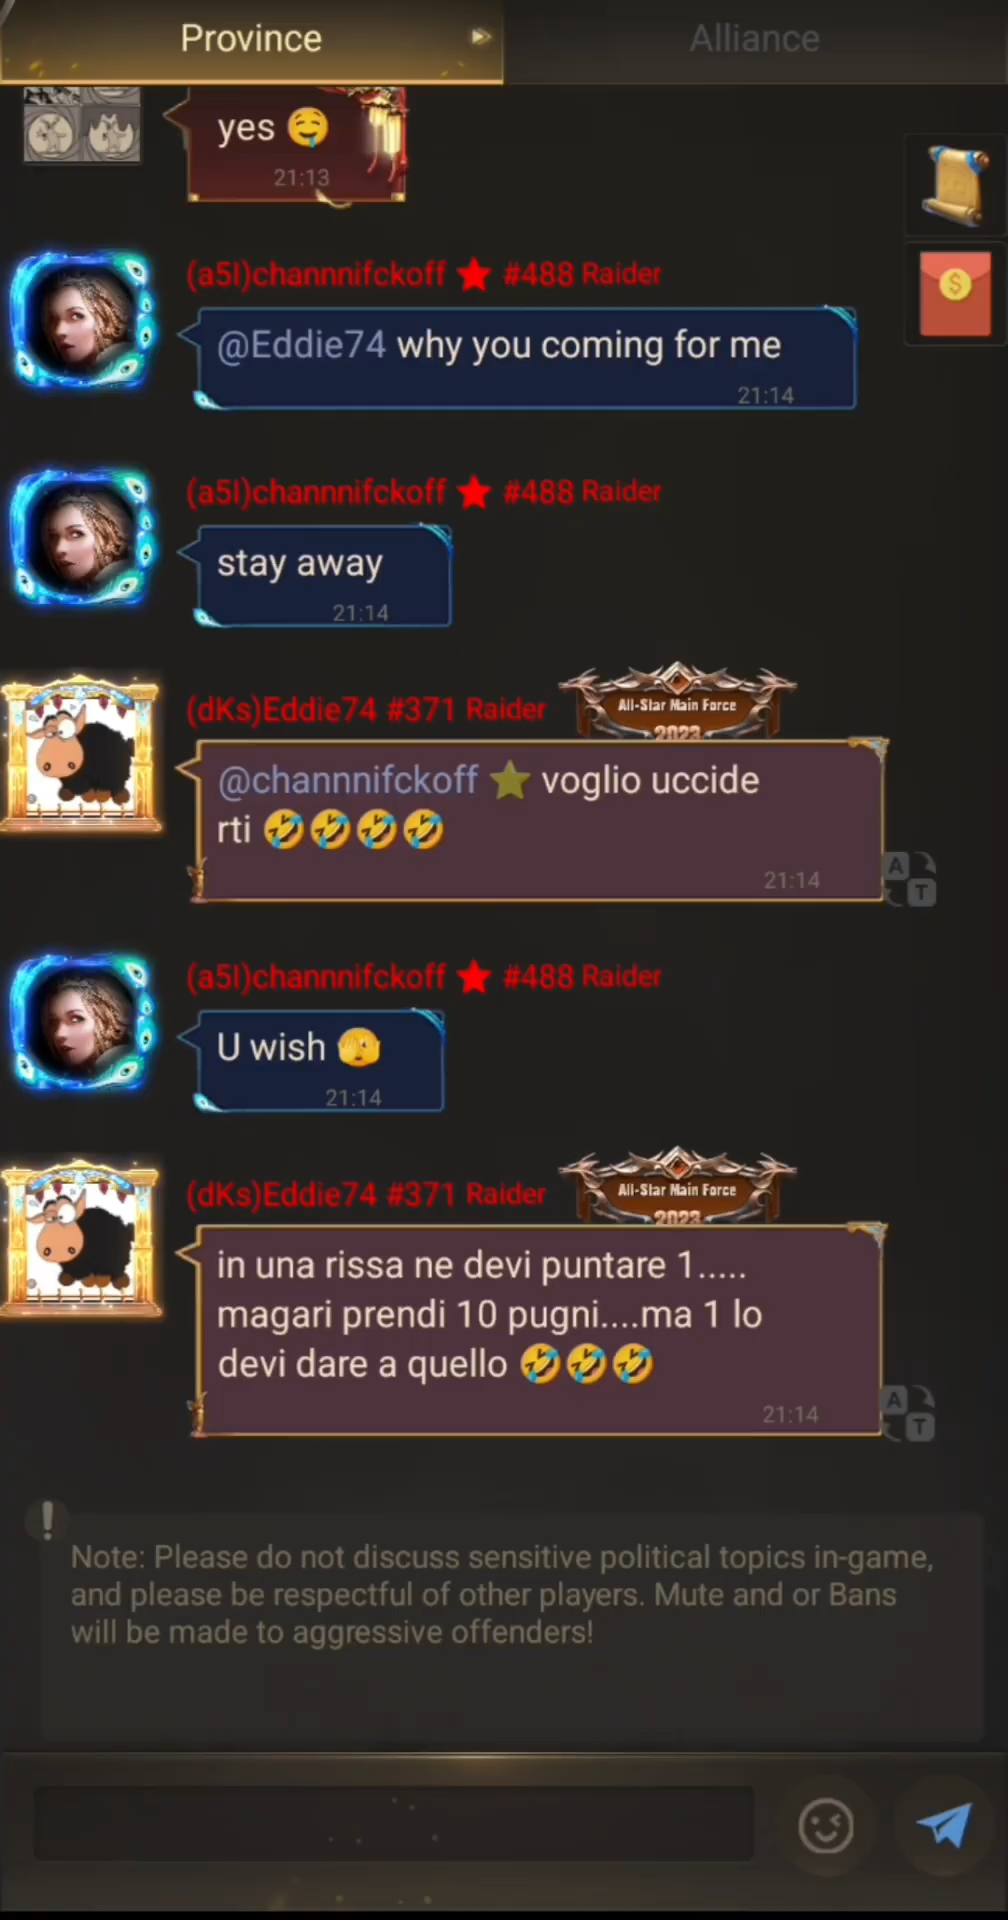 Province
Alliance
yes 🤤
21:13
(a5l)channnifckoff ★ #488 Raider
@Eddie74 why you coming for me
21:14
(a5l)channnifckoff ★ #488 Raider
stay away
21:14
(dKs)Eddie74 #371 Raider
All-Star Main Force
2023
@channnifckoff ★ voglio uccide
rti 🤣🤣🤣🤣
21:14
A
T
(a5l)channnifckoff ★ #488 Raider
U wish 🫣
21:14
(dKs)Eddie74 #371 Raider
All-Star Main Force
2023
in una rissa ne devi puntare 1.....
magari prendi 10 pugni....ma 1 lo
devi dare a quello 🤣🤣🤣
21:14
A
T
Note: Please do not discuss sensitive political topics in-game,
and please be respectful of other players. Mute and or Bans
will be made to aggressive offenders!